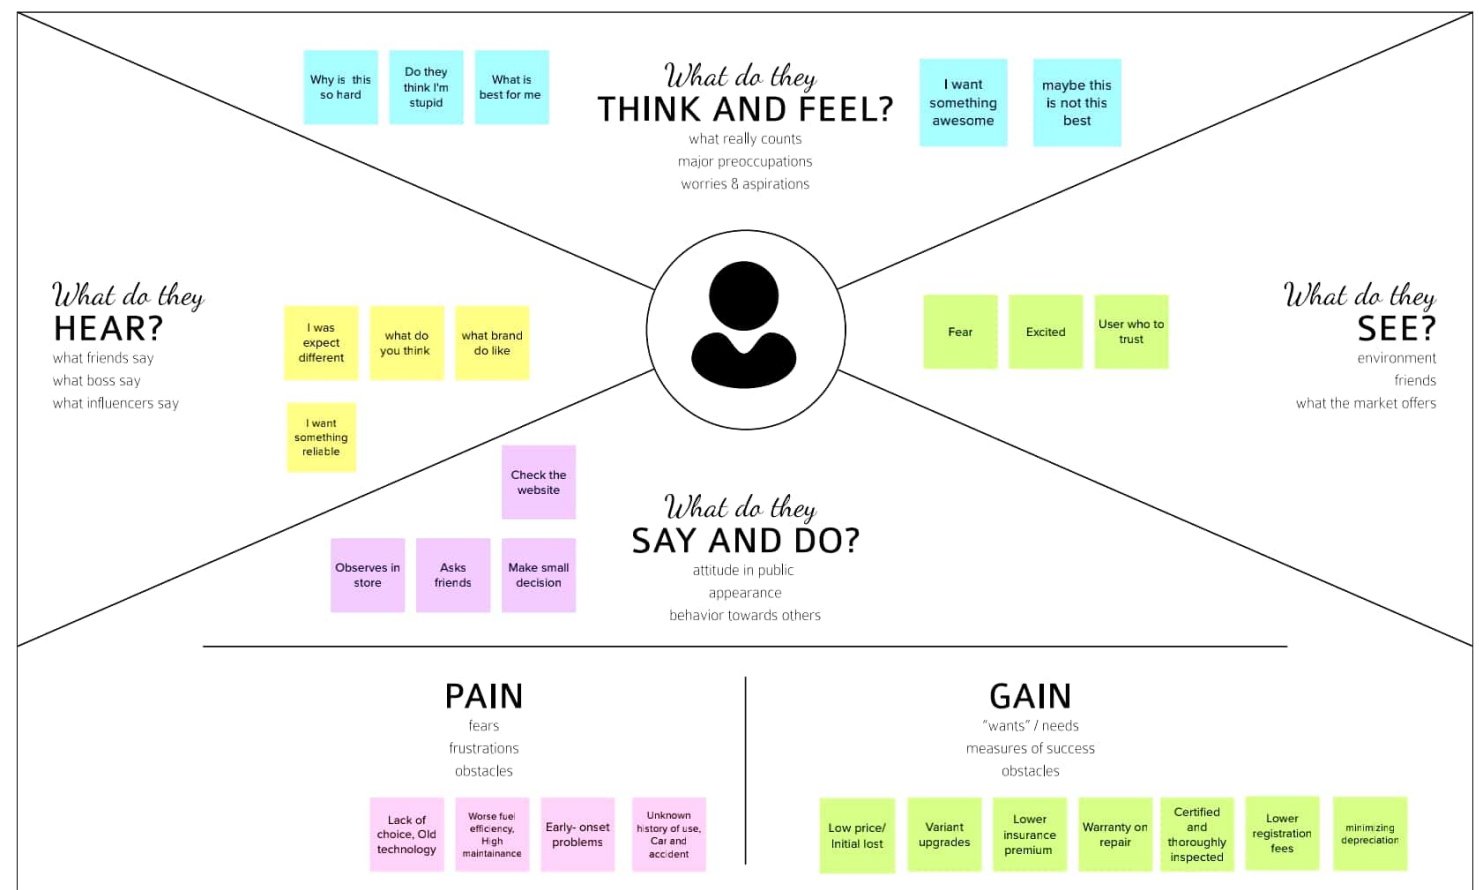 Why is this
so hard
Do they
think I'm
stupid
What is
best for me
What do they
THINK AND FEEL?
what really counts
major preoccupations
worries & aspirations
I want
something
awesome
maybe this
is not this
best
What do they
HEAR?
what friends say
what boss say
what influencers say
I was
expect
different
what do
you think
what brand
do like
I want
something
reliable
Fear
Excited
User who to
trust
What do they
SEE?
environment
friends
what the market offers
Check the
website
Observes in
store
Asks
friends
Make small
decision
What do they
SAY AND DO?
attitude in public
appearance
behavior towards others
PAIN
fears
frustrations
obstacles
Lack of
choice, Old
technology
Worse fuel
efficiency,
High
maintainance
Early- onset
problems
Unknown
history of use,
Car and
accident
GAIN
"wants" / needs
measures of success
obstacles
Low price/
Initial lost
Variant
upgrades
Lower
insurance
premium
Warranty on
repair
Certified
and
thoroughly
inspected
Lower
registration
fees
minimizing
depreciation